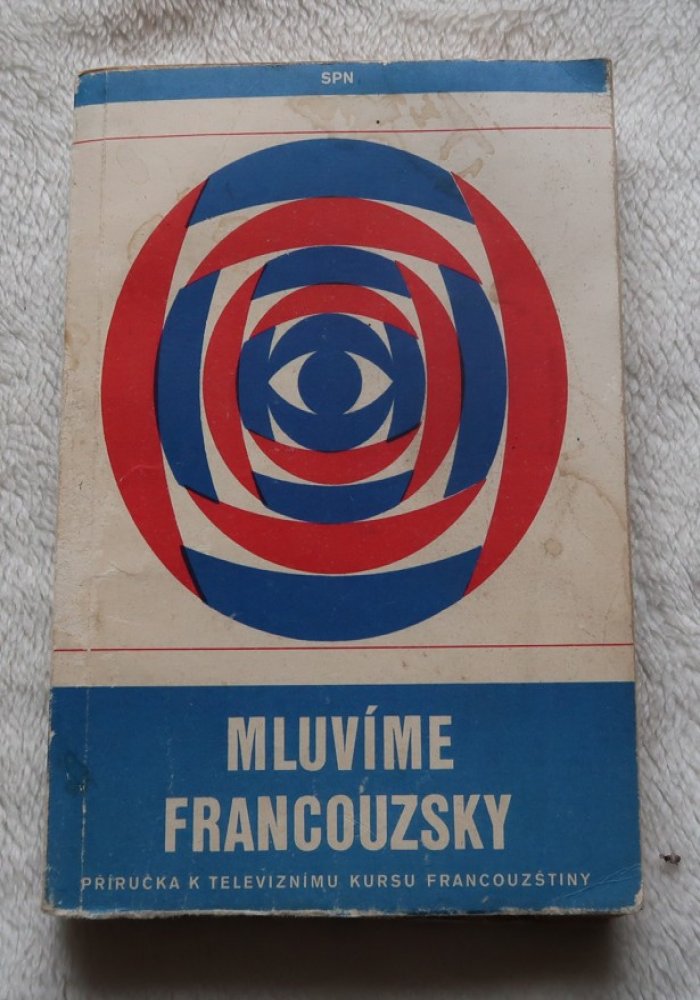 SPN
MLUVÍME
FRANCOUZSKY
PŘÍRUČKA K TELEVIZNÍMU KURSU FRANCOUZŠTINY